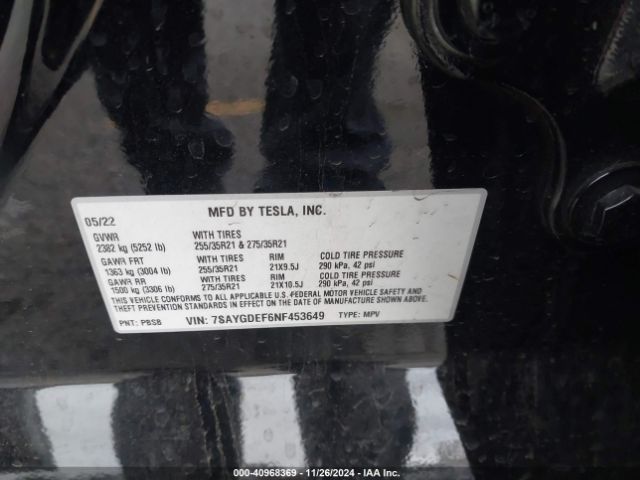 05/22 MFD BY TESLA, INC.
GVWR WITH TIRES
2382 kg (5252 lb) 255/35R21 & 275/35R21
GAWR FRT WITH TIRES RIM COLD TIRE PRESSURE
1363 kg (3004 lb) 255/35R21 21X9.5J 290 kPa, 42 psi
GAWR RR WITH TIRES RIM COLD TIRE PRESSURE
1500 kg (3306 lb) 275/35R21 21X10.5J 290 kPa, 42 psi
THIS VEHICLE CONFORMS TO ALL APPLICABLE U.S. FEDERAL MOTOR VEHICLE SAFETY AND
THEFT PREVENTION STANDARDS IN EFFECT ON THE DATE OF MANUFACTURE SHOWN ABOVE.
PNT: PBSB VIN: 7SAYGDEF6NF453649 TYPE: MPV
000-40968369 | 11/26/2024 | IAA Inc.